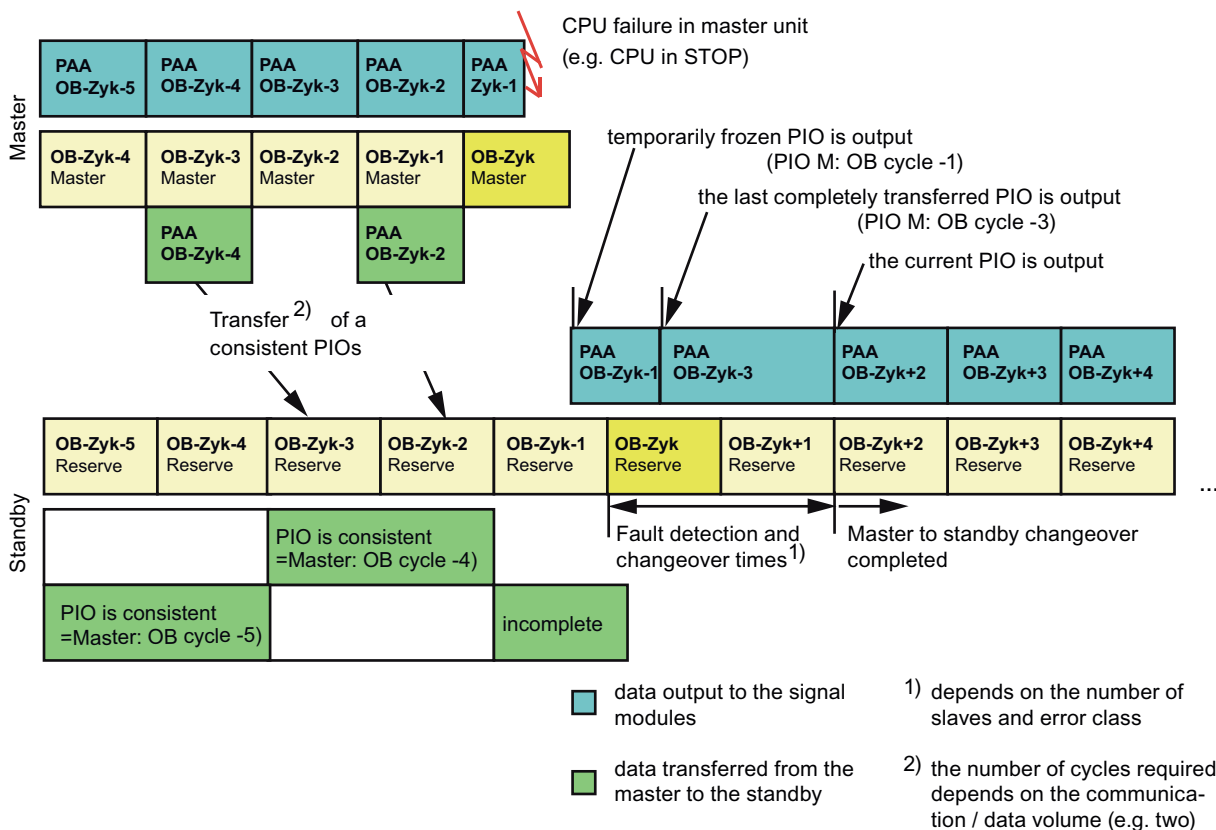 CPU failure in master unit
(e.g. CPU in STOP)
Master
PAA
OB-Zyk-5
PAA
OB-Zyk-4
PAA
OB-Zyk-3
PAA
OB-Zyk-2
PAA
Zyk-1
OB-Zyk-4
Master
OB-Zyk-3
Master
OB-Zyk-2
Master
OB-Zyk-1
Master
OB-Zyk
Master
PAA
OB-Zyk-4
PAA
OB-Zyk-2
temporarily frozen PIO is output
(PIO M: OB cycle -1)
the last completely transferred PIO is output
(PIO M: OB cycle -3)
the current PIO is output
Transfer 2) of a
consistent PIOs
PAA
OB-Zyk-1
PAA
OB-Zyk-3
PAA
OB-Zyk+2
PAA
OB-Zyk+3
PAA
OB-Zyk+4
Standby
OB-Zyk-5
Reserve
OB-Zyk-4
Reserve
OB-Zyk-3
Reserve
OB-Zyk-2
Reserve
OB-Zyk-1
Reserve
OB-Zyk
Reserve
OB-Zyk+1
Reserve
OB-Zyk+2
Reserve
OB-Zyk+3
Reserve
OB-Zyk+4
Reserve
...
PIO is consistent
=Master: OB cycle -4)
Fault detection and
changeover times 1)
Master to standby changeover
completed
PIO is consistent
=Master: OB cycle -5)
incomplete
data output to the signal
modules
1) depends on the number of
slaves and error class
data transferred from the
master to the standby
2) the number of cycles required
depends on the communica-
tion / data volume (e.g. two)